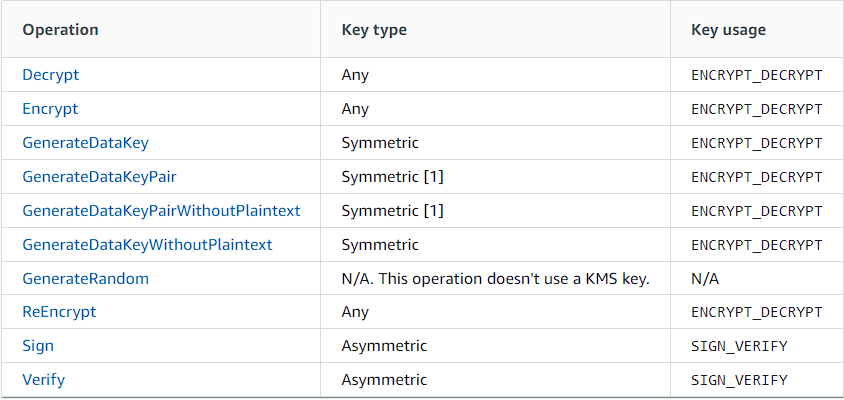 Operation Key type Key usage
Decrypt Any ENCRYPT_DECRYPT
Encrypt Any ENCRYPT_DECRYPT
GenerateDataKey Symmetric ENCRYPT_DECRYPT
GenerateDataKeyPair Symmetric [1] ENCRYPT_DECRYPT
GenerateDataKeyPairWithoutPlaintext Symmetric [1] ENCRYPT_DECRYPT
GenerateDataKeyWithoutPlaintext Symmetric ENCRYPT_DECRYPT
GenerateRandom N/A. This operation doesn't use a KMS key. N/A
ReEncrypt Any ENCRYPT_DECRYPT
Sign Asymmetric SIGN_VERIFY
Verify Asymmetric SIGN_VERIFY